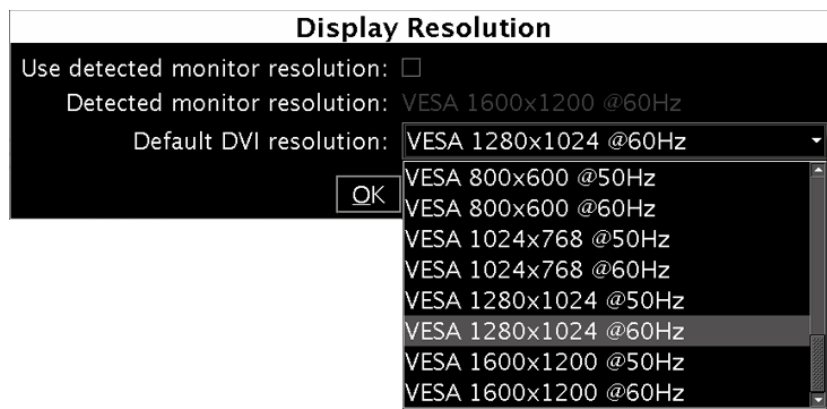 Display Resolution
Use detected monitor resolution:
Detected monitor resolution: VESA 1600x1200 @60Hz
Default DVI resolution: VESA 1280x1024 @60Hz
OK
VESA 800x600 @50Hz
VESA 800x600 @60Hz
VESA 1024x768 @50Hz
VESA 1024x768 @60Hz
VESA 1280x1024 @50Hz
VESA 1280x1024 @60Hz
VESA 1600x1200 @50Hz
VESA 1600x1200 @60Hz